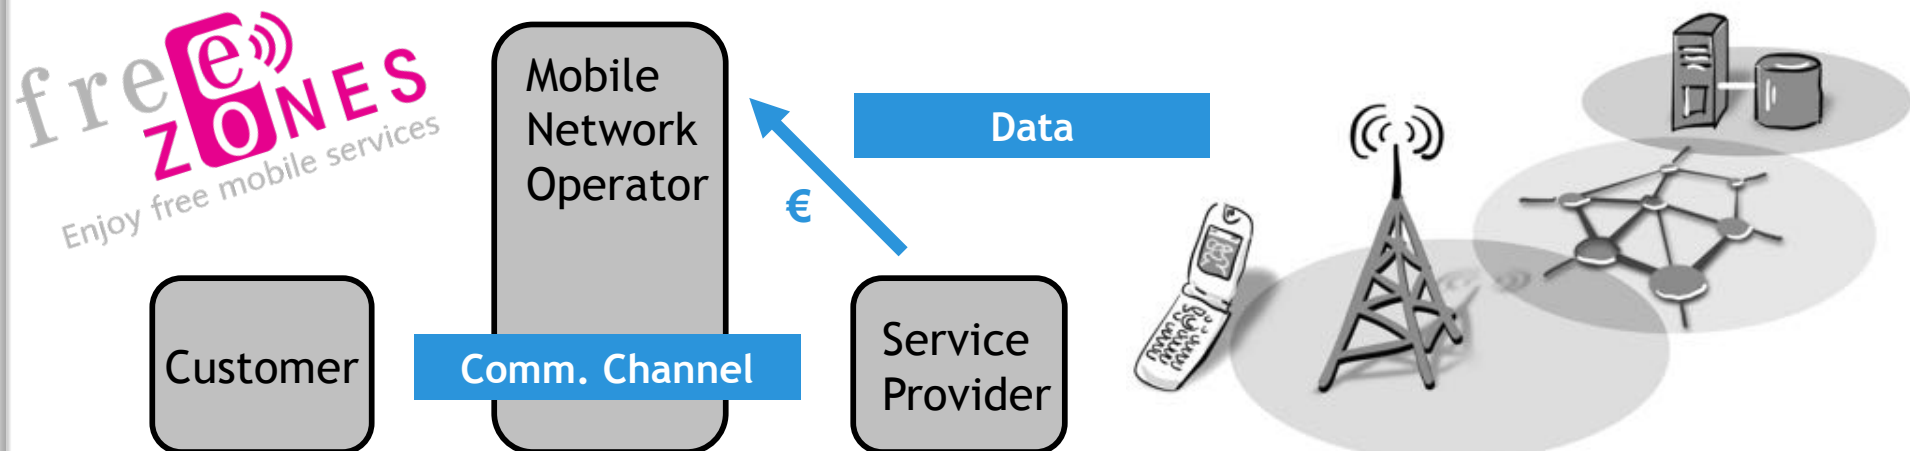 free
ZONES
Enjoy free mobile services
Mobile
Network
Operator
Data
€
Customer
Comm. Channel
Service
Provider